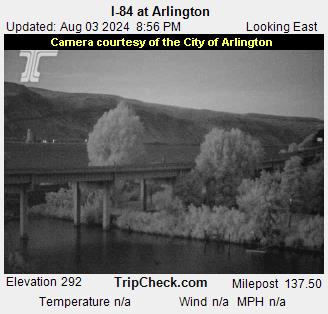 I-84 at Arlington
Updated: Aug 03 2024 8:56 PM Looking East
Camera courtesy of the City of Arlington
Elevation 292 TripCheck.com Milepost 137.50
Temperature n/a Wind n/a MPH n/a